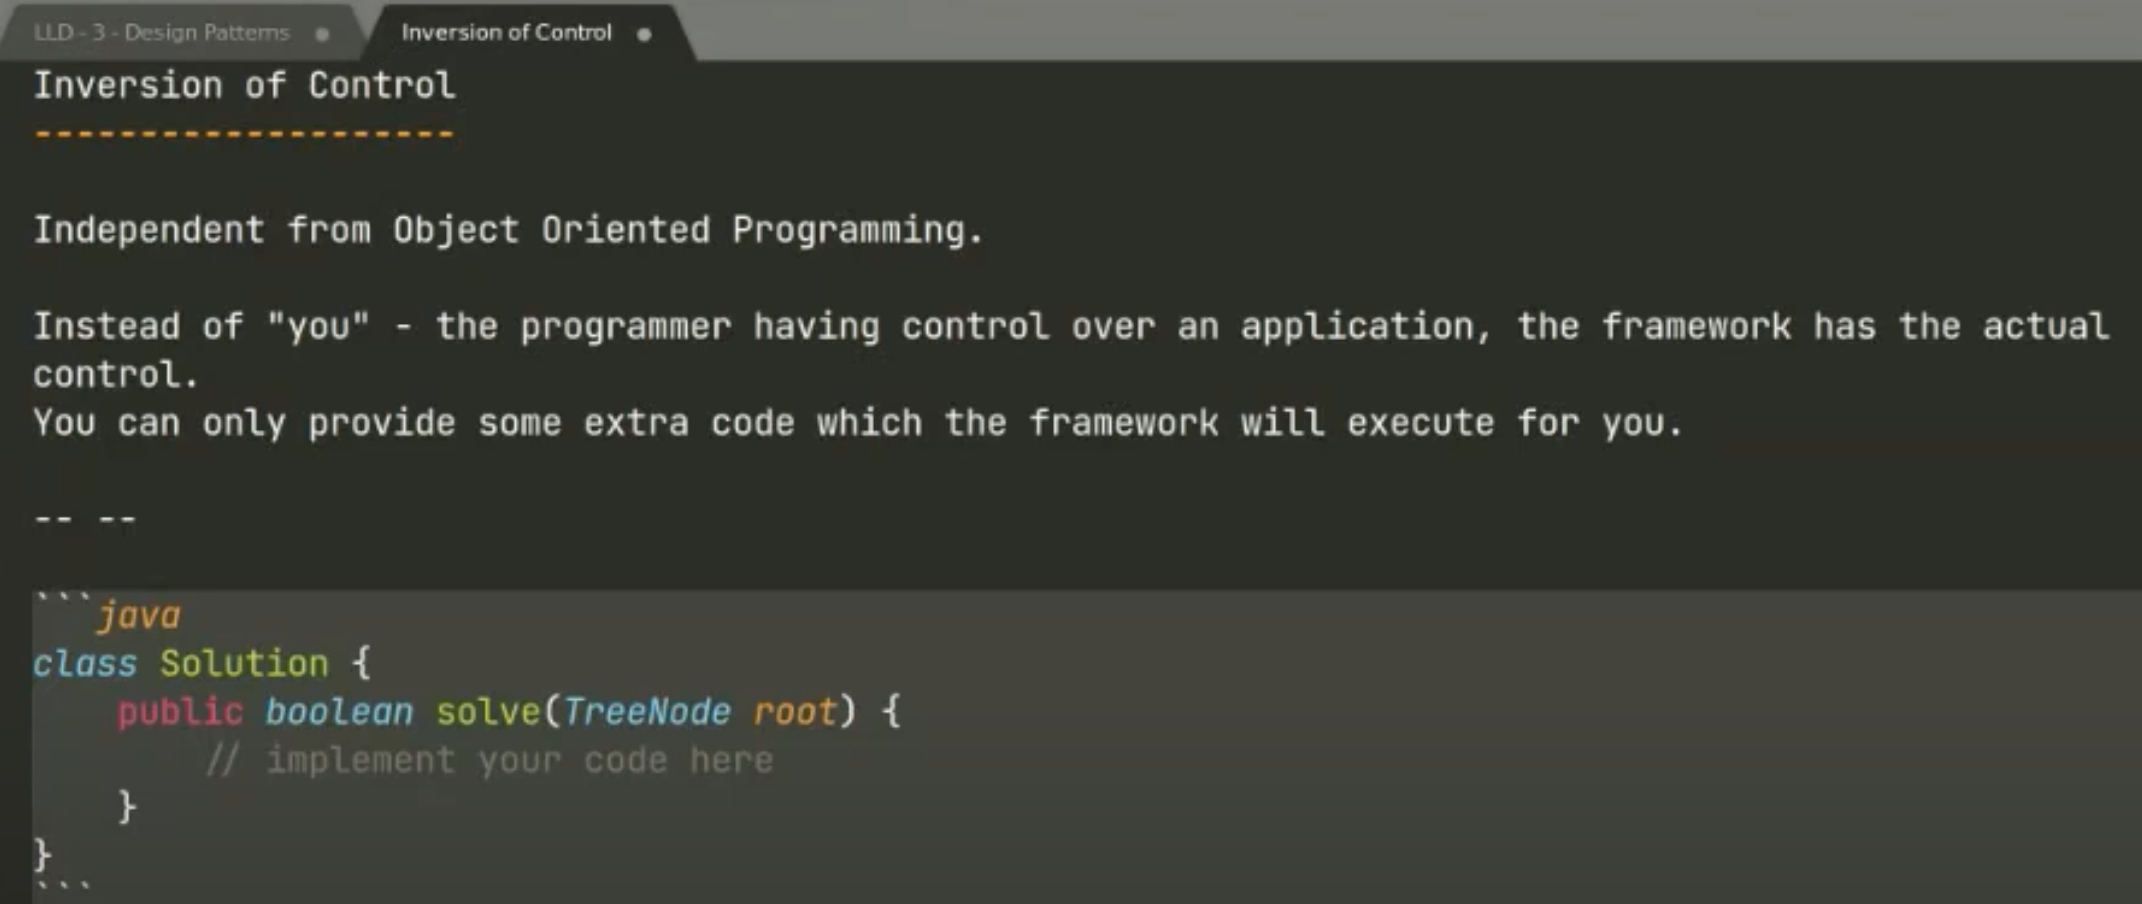 LLD - 3 - Design Patterns
Inversion of Control
Inversion of Control
--------------------
Independent from Object Oriented Programming.
Instead of "you" - the programmer having control over an application, the framework has the actual
control.
You can only provide some extra code which the framework will execute for you.
-- --
```java
class Solution {
    public boolean solve(TreeNode root) {
        // implement your code here
    }
}
```